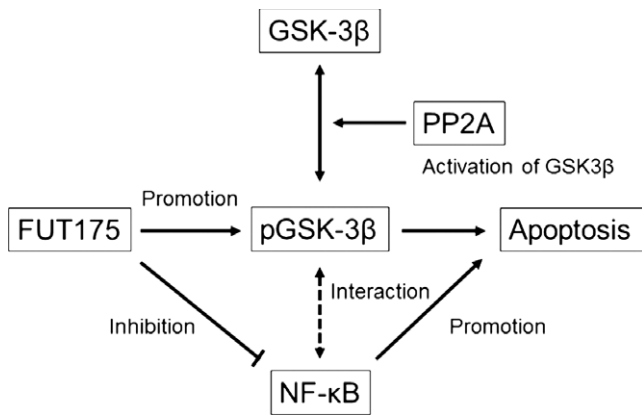 GSK-3β
PP2A
Activation of GSK3β
Promotion
FUT175
pGSK-3β
Apoptosis
Interaction
Inhibition
Promotion
NF-κB